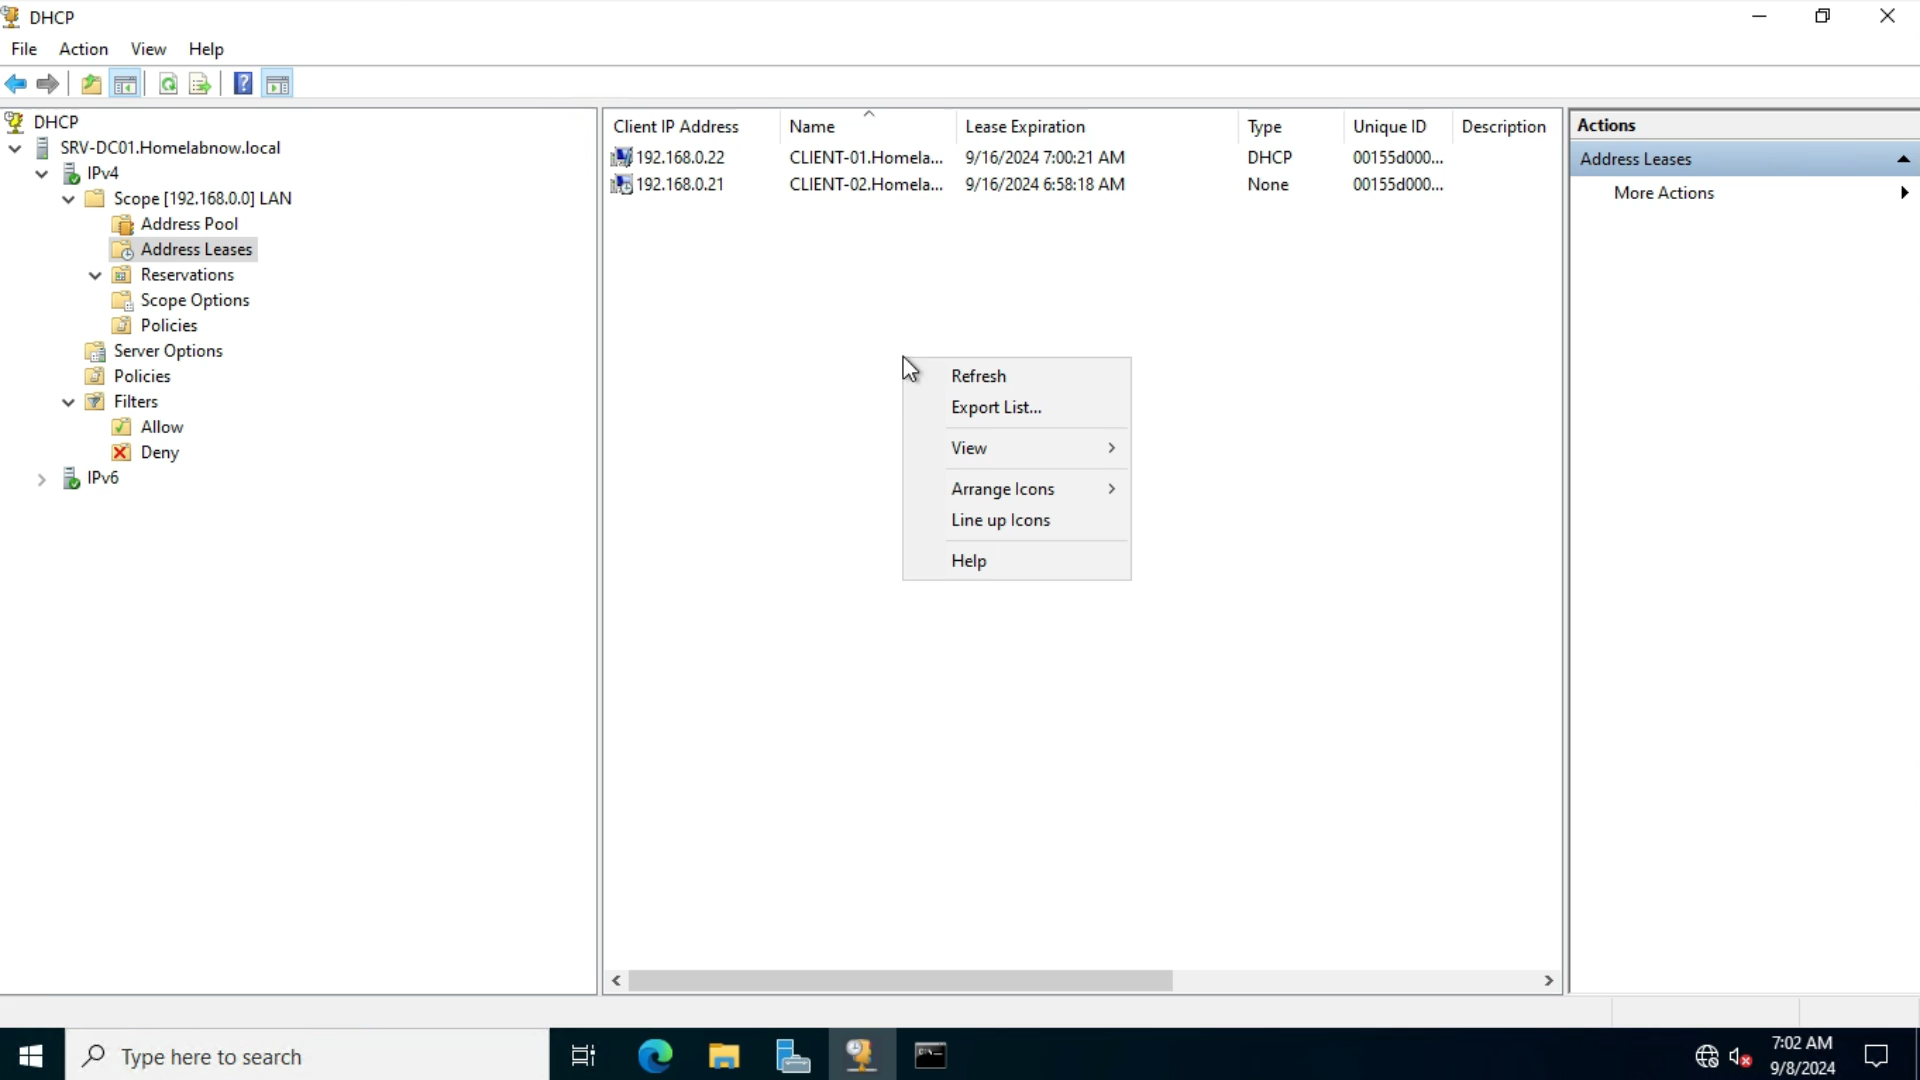 DHCP
File Action View Help
DHCP
SRV-DC01.Homelabnow.local
IPv4
Scope [192.168.0.0] LAN
Address Pool
Address Leases
Reservations
Scope Options
Policies
Server Options
Policies
Filters
Allow
Deny
IPv6
Client IP Address Name Lease Expiration Type Unique ID Description
192.168.0.22 CLIENT-01.Homela... 9/16/2024 7:00:21 AM DHCP 00155d000...
192.168.0.21 CLIENT-02.Homela... 9/16/2024 6:58:18 AM None 00155d000...
Refresh
Export List...
View
Arrange Icons
Line up Icons
Help
Actions
Address Leases
More Actions
Type here to search
7:02 AM
9/8/2024